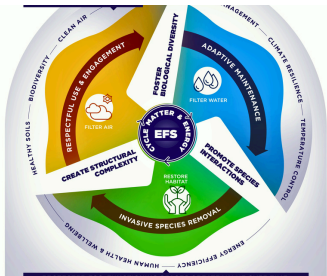 CLEAN AIR
BIODIVERSITY
HEALTHY SOILS
MANAGEMENT
CLIMATE RESILIENCE
TEMPERATURE CONTROL
ENERGY EFFICIENCY
HUMAN HEALTH & WELLBEING
RESPECTFUL USE & ENGAGEMENT
FILTER AIR
FOSTER
BIOLOGICAL DIVERSITY
ADAPTIVE MAINTENANCE
FILTER WATER
CYCLE MATTER & ENERGY
EFS
CREATE STRUCTURAL
COMPLEXITY
PROMOTE SPECIES
INTERACTIONS
RESTORE
HABITAT
INVASIVE SPECIES REMOVAL